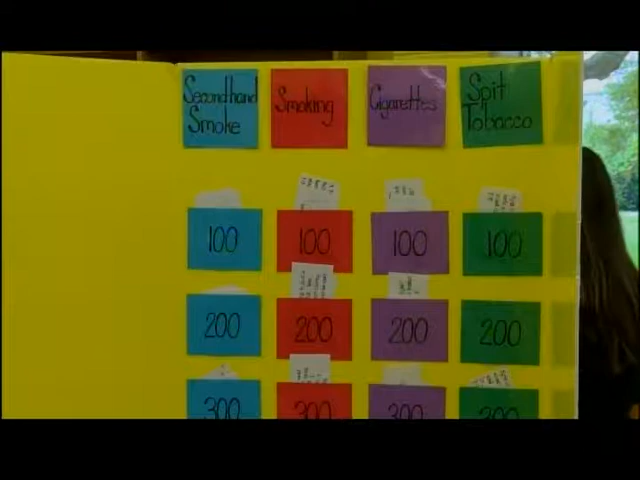 Secondhand Smoke
Smoking
Cigarettes
Spit Tobacco
100 100 100 100
200 200 200 200
300 300 300 300